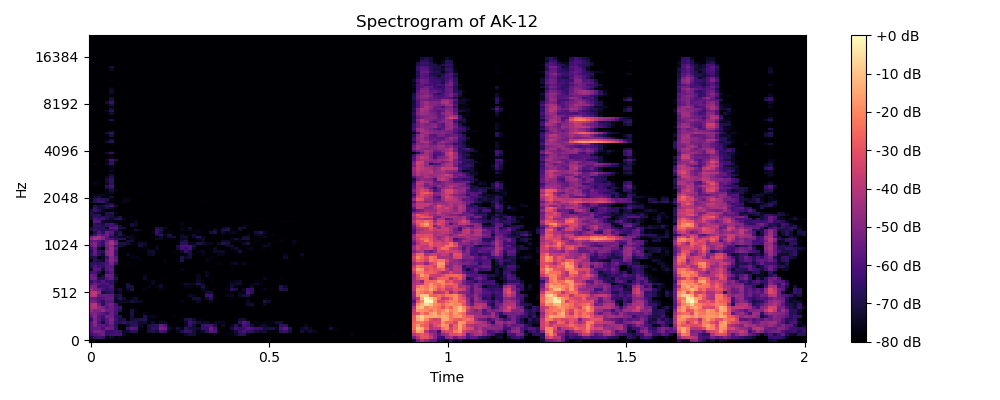 Spectrogram of AK-12
16384
8192
4096
2048
1024
512
0
Hz
0
0.5
1
1.5
2
Time
+0 dB
-10 dB
-20 dB
-30 dB
-40 dB
-50 dB
-60 dB
-70 dB
-80 dB